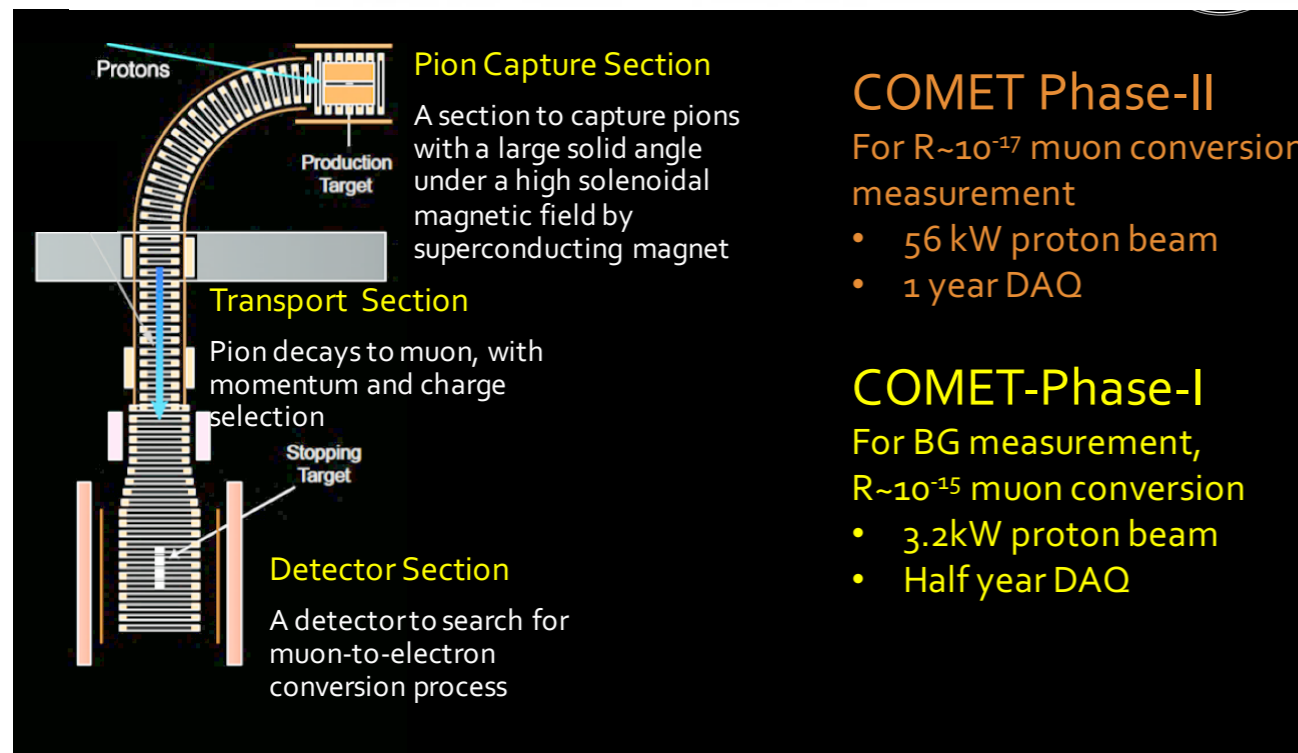 Protons
Production
Target
Pion Capture Section
A section to capture pions
with a large solid angle
under a high solenoidal
magnetic field by
superconducting magnet
Transport Section
Pion decays to muon, with
momentum and charge
selection
Stopping
Target
Detector Section
A detector to search for
muon-to-electron
conversion process
COMET Phase-II
For R~10⁻¹⁷ muon conversion
measurement
• 56 kW proton beam
• 1 year DAQ
COMET-Phase-I
For BG measurement,
R~10⁻¹⁵ muon conversion
• 3.2kW proton beam
• Half year DAQ